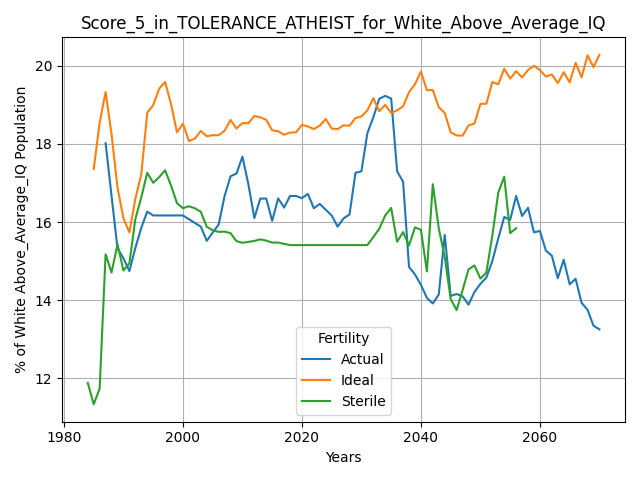 Score_5_in_TOLERANCE_ATHEIST_for_White_Above_Average_IQ
% of White Above_Average_IQ Population
20
18
16
14
12
Fertility
Actual
Ideal
Sterile
1980
2000
2020
2040
2060
Years